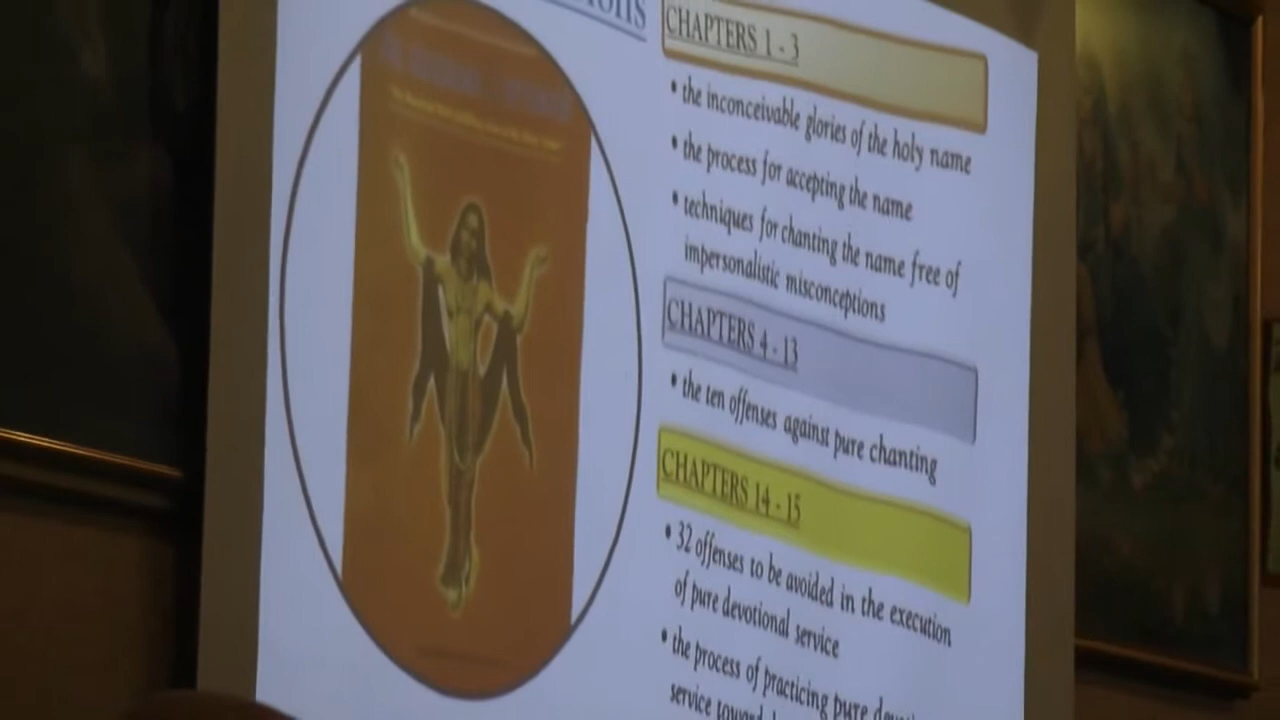 CHAPTERS 1 - 3
• the inconceivable glories of the holy name
• the process for accepting the name
• techniques for chanting the name free of
impersonalistic misconceptions
CHAPTERS 4 - 13
• the ten offenses against pure chanting
CHAPTERS 14 - 15
• 32 offenses to be avoided in the execution
of pure devotional service
• the process of practicing pure
service